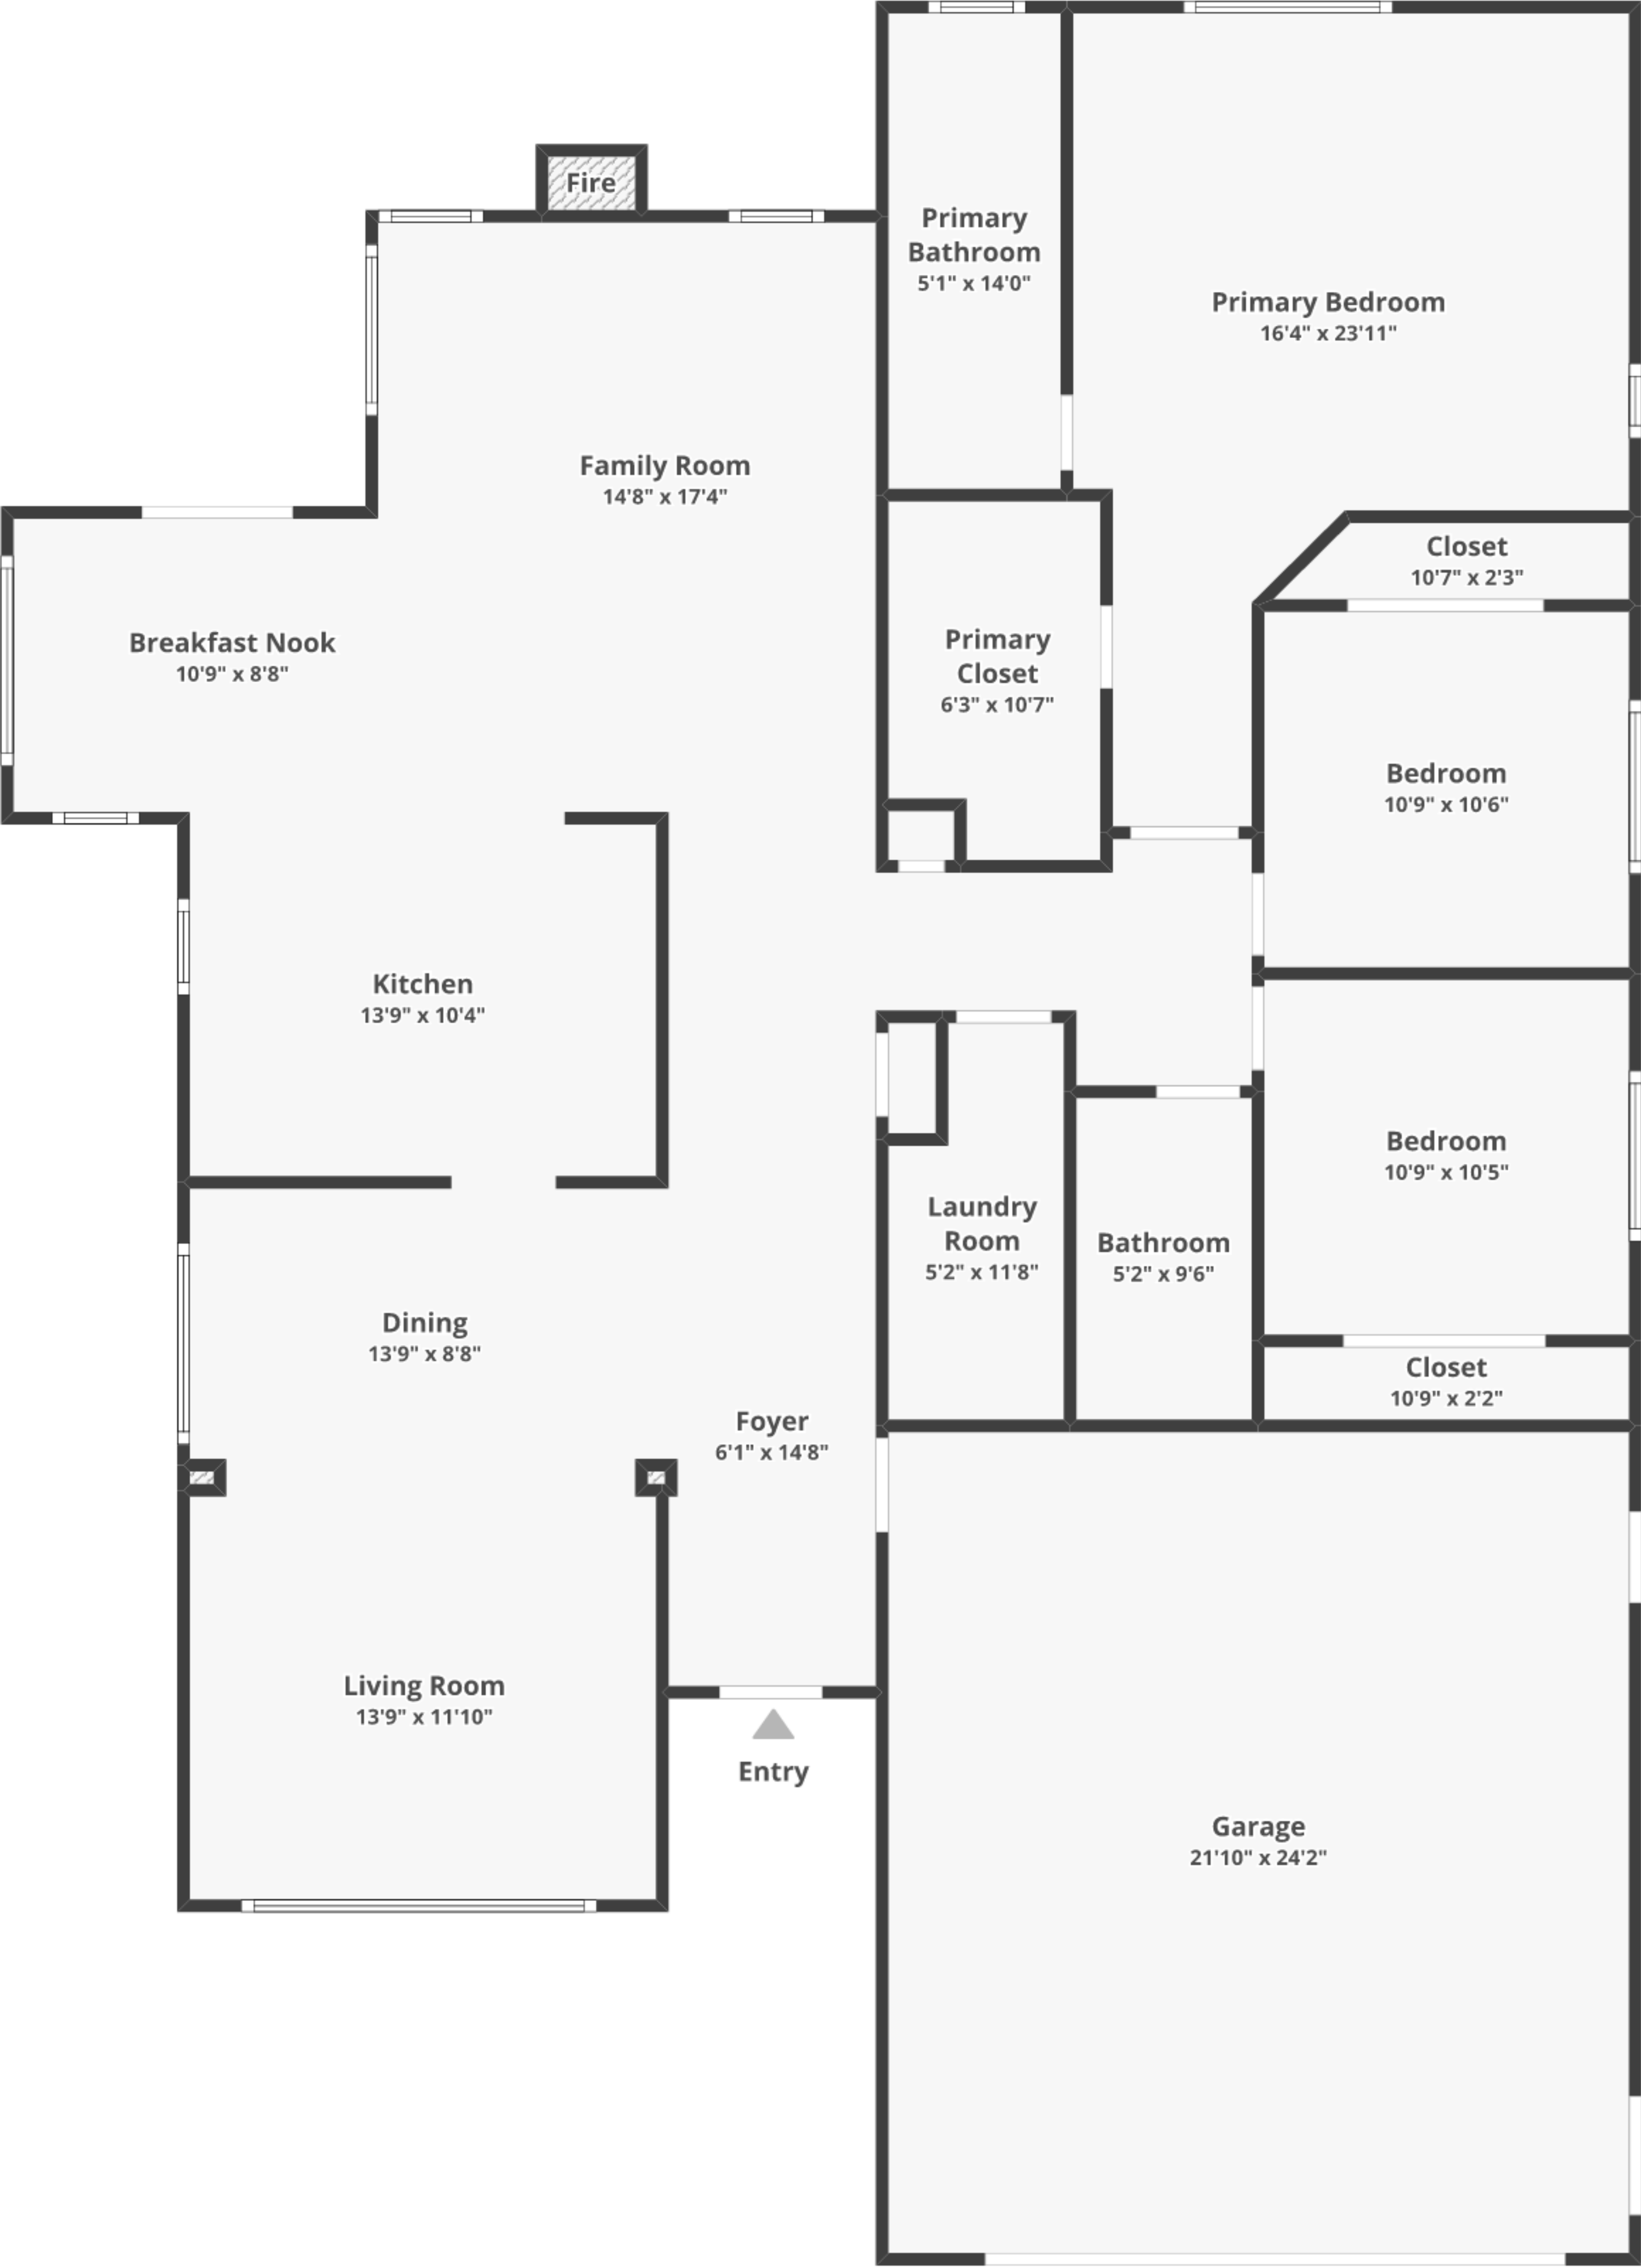 Fire
Primary
Bathroom
5'1" x 14'0"
Primary Bedroom
16'4" x 23'11"
Family Room
14'8" x 17'4"
Closet
10'7" x 2'3"
Breakfast Nook
10'9" x 8'8"
Primary
Closet
6'3" x 10'7"
Bedroom
10'9" x 10'6"
Kitchen
13'9" x 10'4"
Bedroom
10'9" x 10'5"
Laundry
Room
5'2" x 11'8"
Bathroom
5'2" x 9'6"
Dining
13'9" x 8'8"
Closet
10'9" x 2'2"
Foyer
6'1" x 14'8"
Living Room
13'9" x 11'10"
Entry
Garage
21'10" x 24'2"